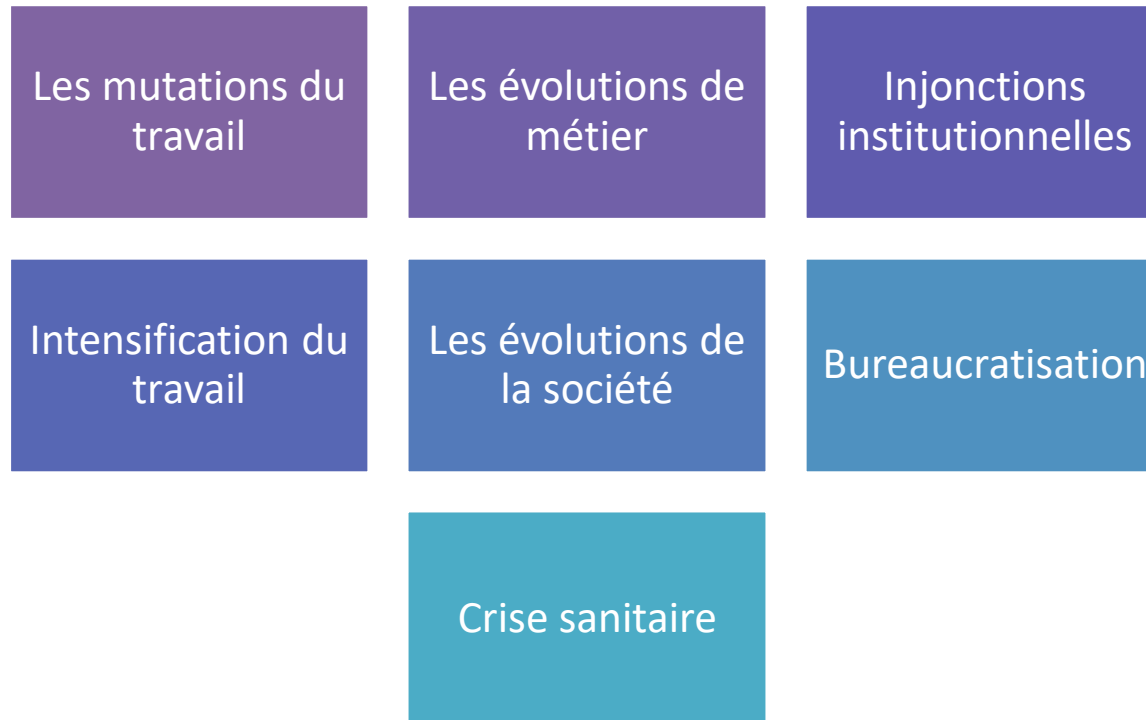 Les mutations du
travail
Les évolutions de
métier
Injonctions
institutionnelles
Intensification du
travail
Les évolutions de
la société
Bureaucratisation
Crise sanitaire